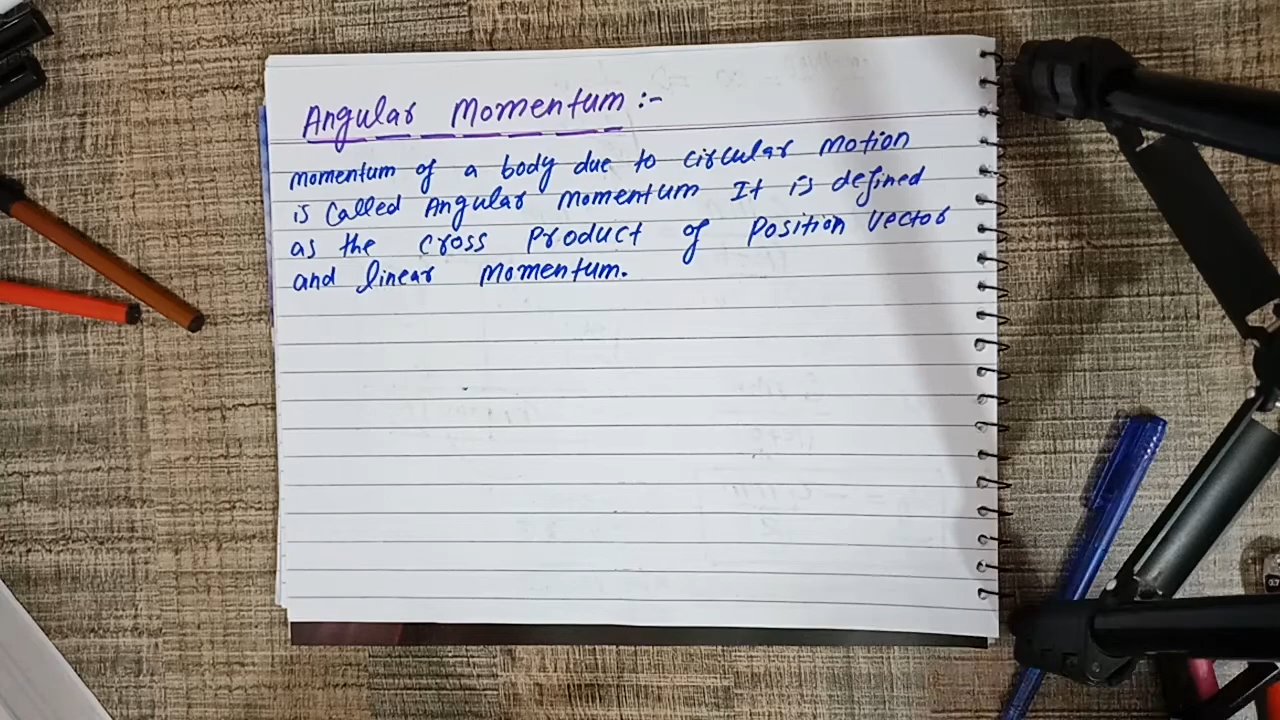 Angular Momentum :-
momentum of a body due to circular motion
is called Angular momentum It is defined
as the cross product of position vector
and linear momentum.